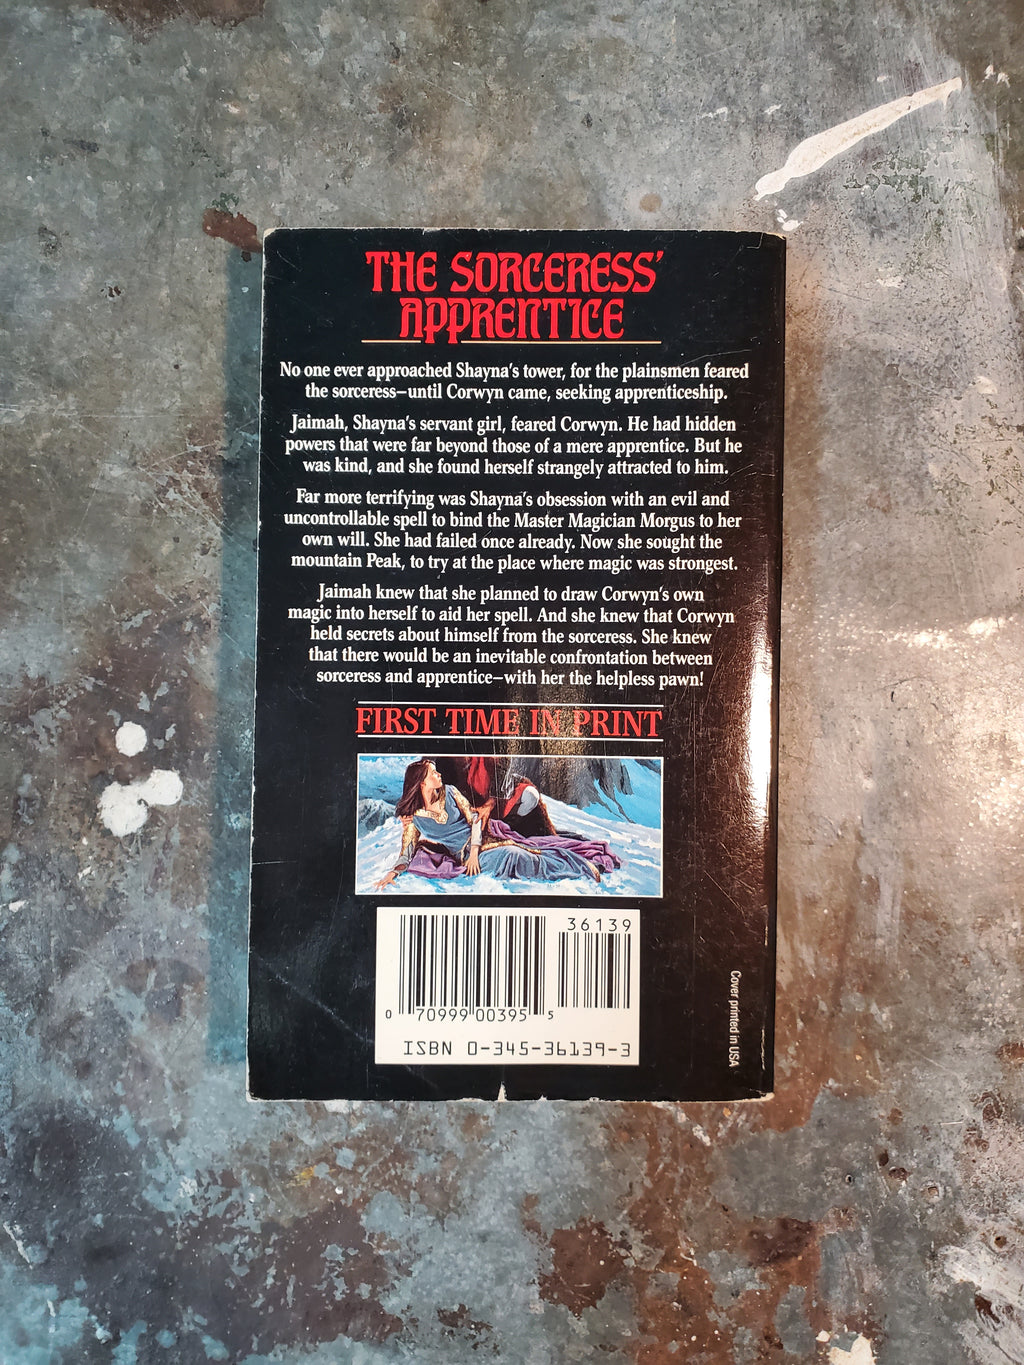 THE SORCERESS'
APPRENTICE
No one ever approached Shayna's tower, for the plainsmen feared
the sorceress—until Corwyn came, seeking apprenticeship.
Jaimah, Shayna's servant girl, feared Corwyn. He had hidden
powers that were far beyond those of a mere apprentice. But he
was kind, and she found herself strangely attracted to him.
Far more terrifying was Shayna's obsession with an evil and
uncontrollable spell to bind the Master Magician Morgus to her
own will. She had failed once already. Now she sought the
mountain Peak, to try at the place where magic was strongest.
Jaimah knew that she planned to draw Corwyn's own
magic into herself to aid her spell. And she knew that Corwyn
held secrets about himself from the sorceress. She knew
that there would be an inevitable confrontation between
sorceress and apprentice—with her the helpless pawn!
FIRST TIME IN PRINT
36139
0 70999 00395 5
ISBN 0-345-36139-3
Cover printed in USA